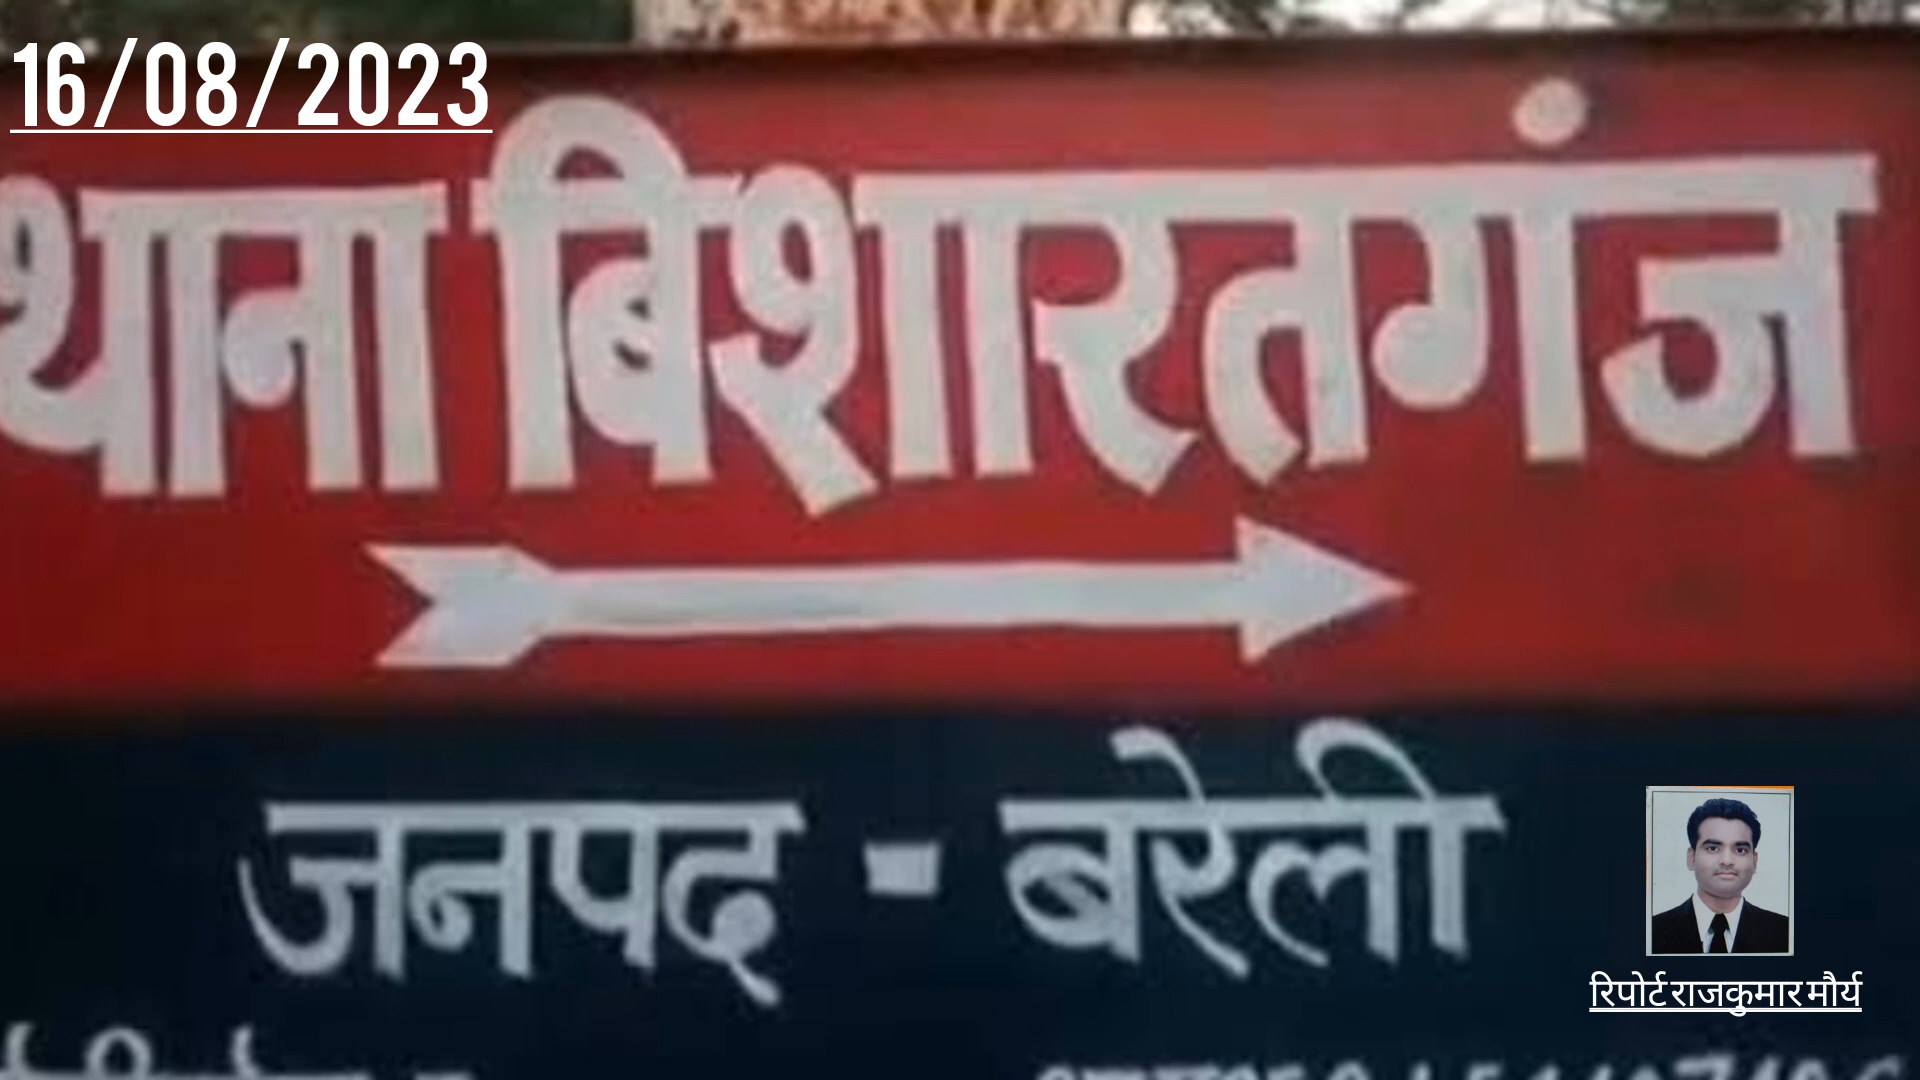 16/08/2023
थाना बिशारतगंज
जनपद - बरेली
रिपोर्ट राजकुमार मौर्य